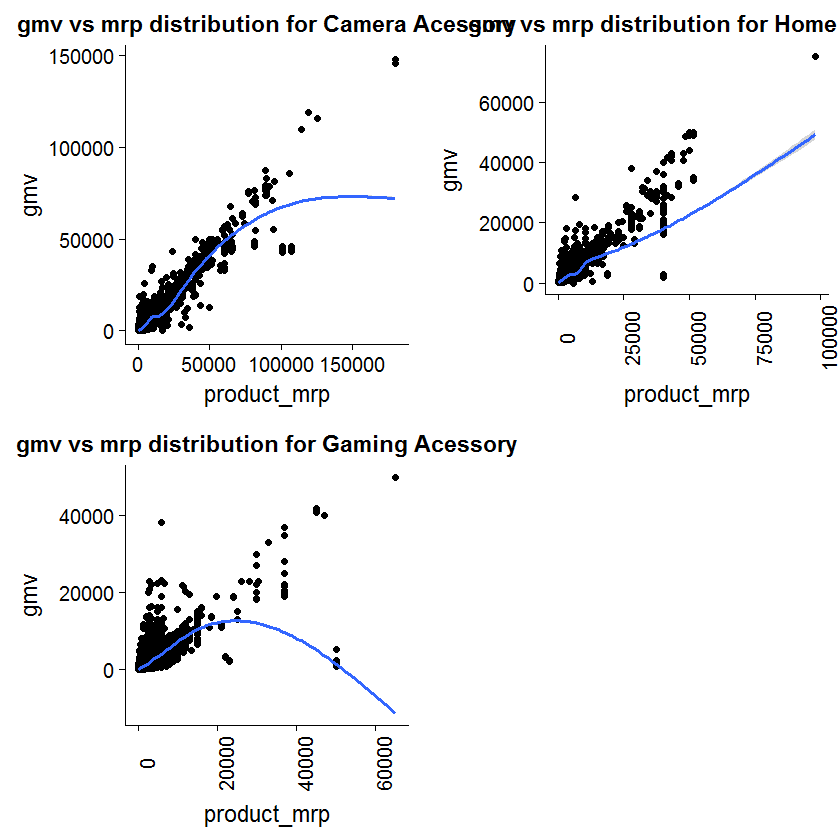 gmv vs mrp distribution for Camera Acessory
150000
100000
50000
0
gmv
0 50000 100000 150000
product_mrp
gmv vs mrp distribution for Home
60000
40000
20000
0
gmv
0 25000 50000 75000 100000
product_mrp
gmv vs mrp distribution for Gaming Acessory
40000
20000
0
gmv
0 20000 40000 60000
product_mrp